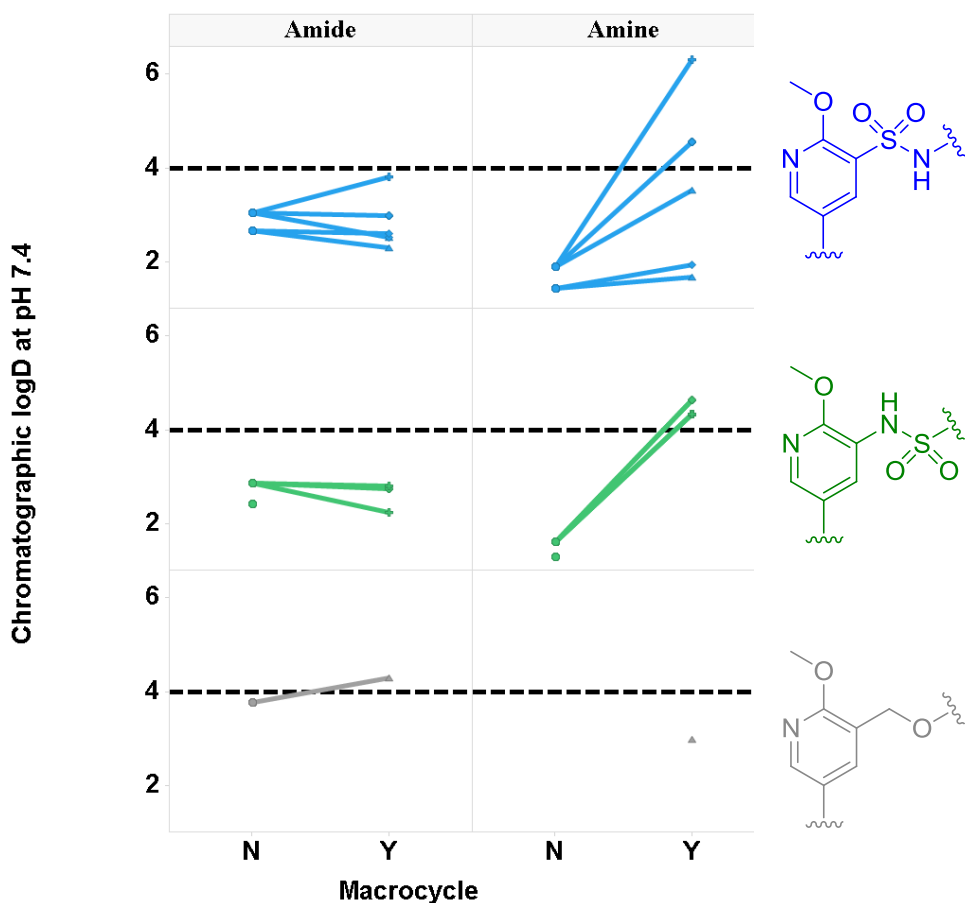 Amide Amine
Chromatographic logD at pH 7.4
6
4
2
6
4
2
6
4
2
N Y N Y
Macrocycle
O
O O
S
N
N
H
O
H
N
N
S
O O
O
N
O